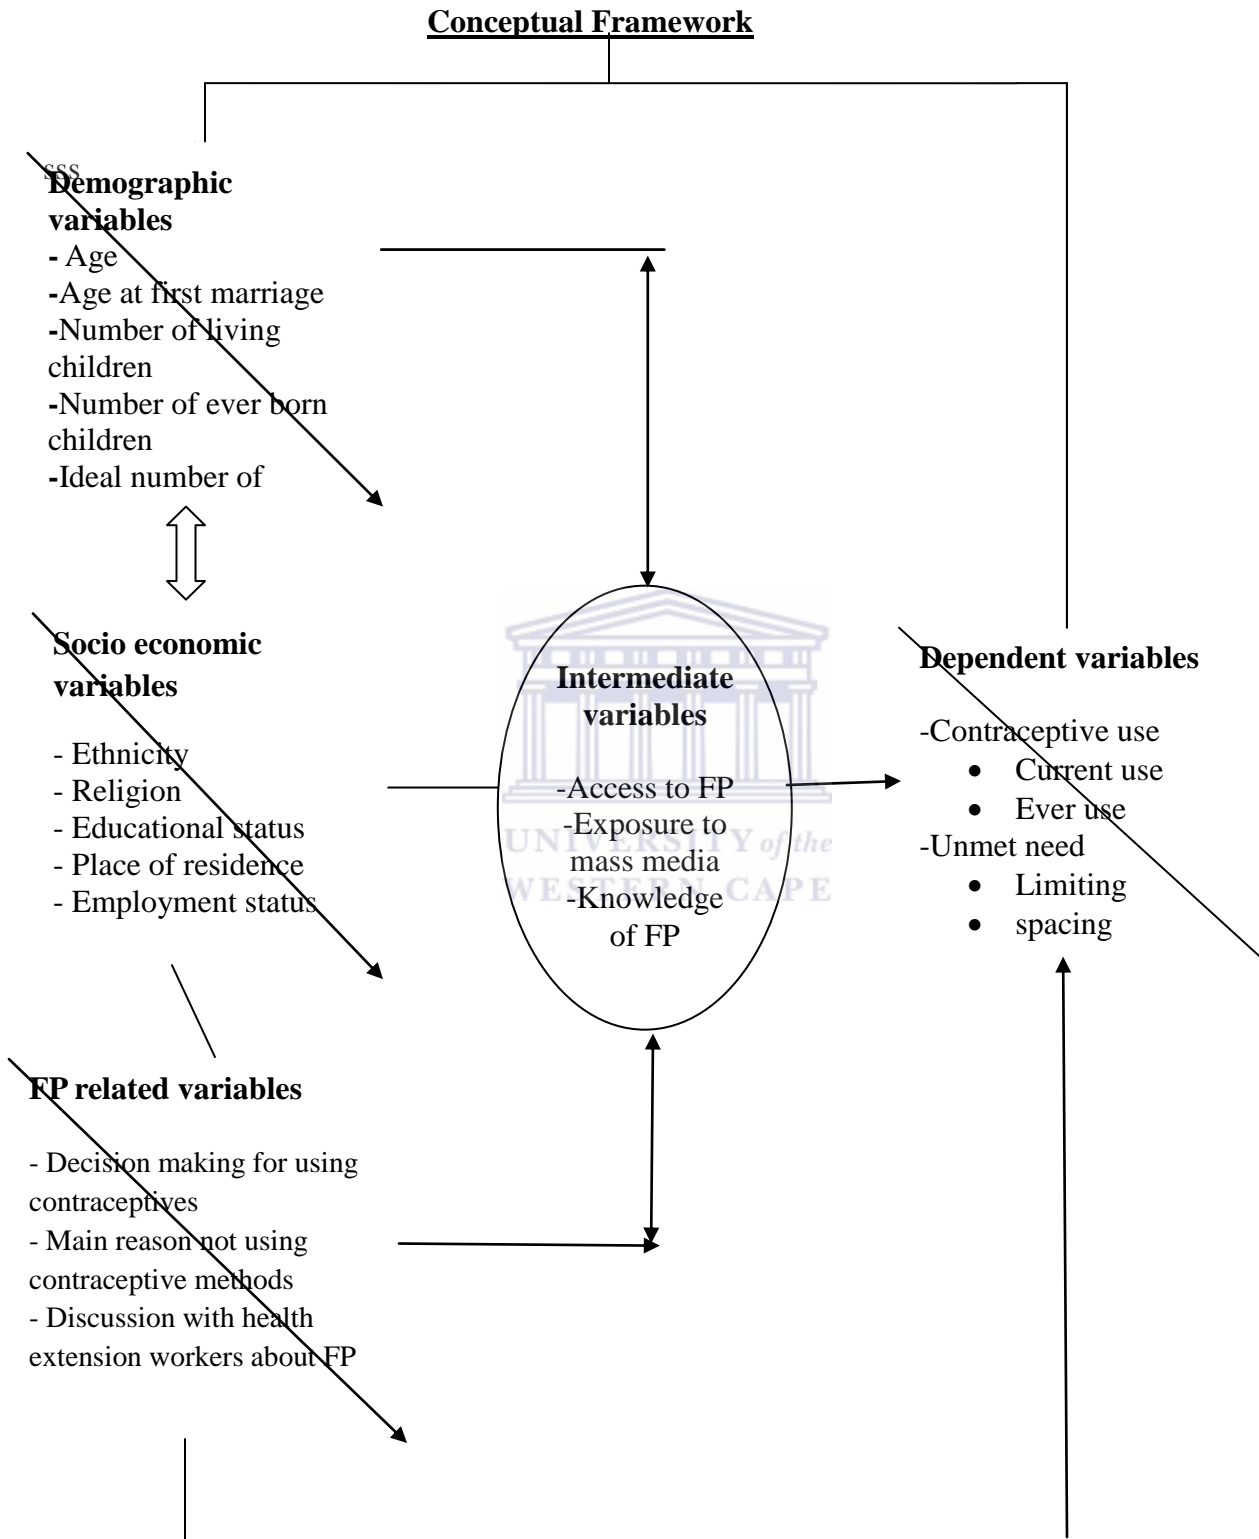 Conceptual Framework
sss
Demographic
variables
- Age
-Age at first marriage
-Number of living
children
-Number of ever born
children
-Ideal number of
Socio economic
variables
- Ethnicity
- Religion
- Educational status
- Place of residence
- Employment status
FP related variables
- Decision making for using
contraceptives
- Main reason not using
contraceptive methods
- Discussion with health
extension workers about FP
Intermediate
variables
-Access to FP
-Exposure to
mass media
-Knowledge
of FP
UNIVERSITY of the
WESTERN CAPE
Dependent variables
-Contraceptive use
• Current use
• Ever use
-Unmet need
• Limiting
• spacing